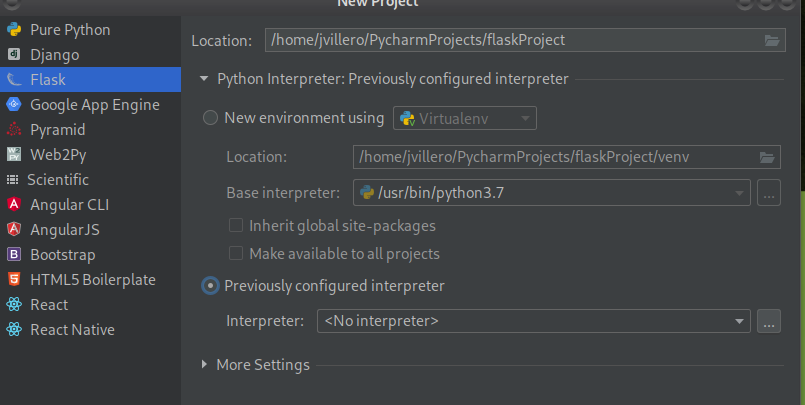 New Project
Pure Python
Django
Flask
Google App Engine
Pyramid
Web2Py
Scientific
Angular CLI
AngularJS
Bootstrap
HTML5 Boilerplate
React
React Native
Location: /home/jvillero/PycharmProjects/flaskProject
Python Interpreter: Previously configured interpreter
New environment using Virtualenv
Location: /home/jvillero/PycharmProjects/flaskProject/venv
Base interpreter: /usr/bin/python3.7 ...
Inherit global site-packages
Make available to all projects
Previously configured interpreter
Interpreter: <No interpreter> ...
More Settings